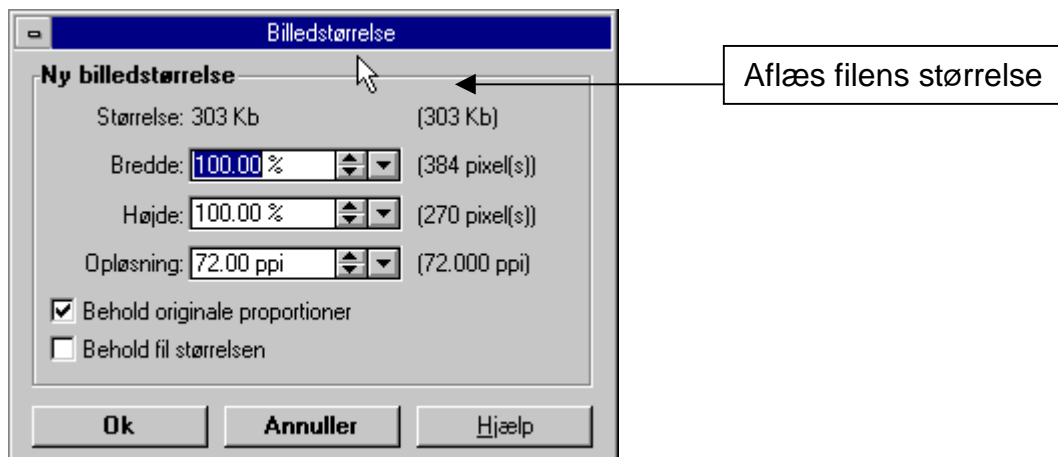 Billedstørrelse
Ny billedstørrelse
Aflæs filens størrelse
Størrelse: 303 Kb (303 Kb)
Bredde: 100.00 % (384 pixel(s))
Højde: 100.00 % (270 pixel(s))
Opløsning: 72.00 ppi (72.000 ppi)
Behold originale proportioner
Behold fil størrelsen
Ok Annuller Hjælp